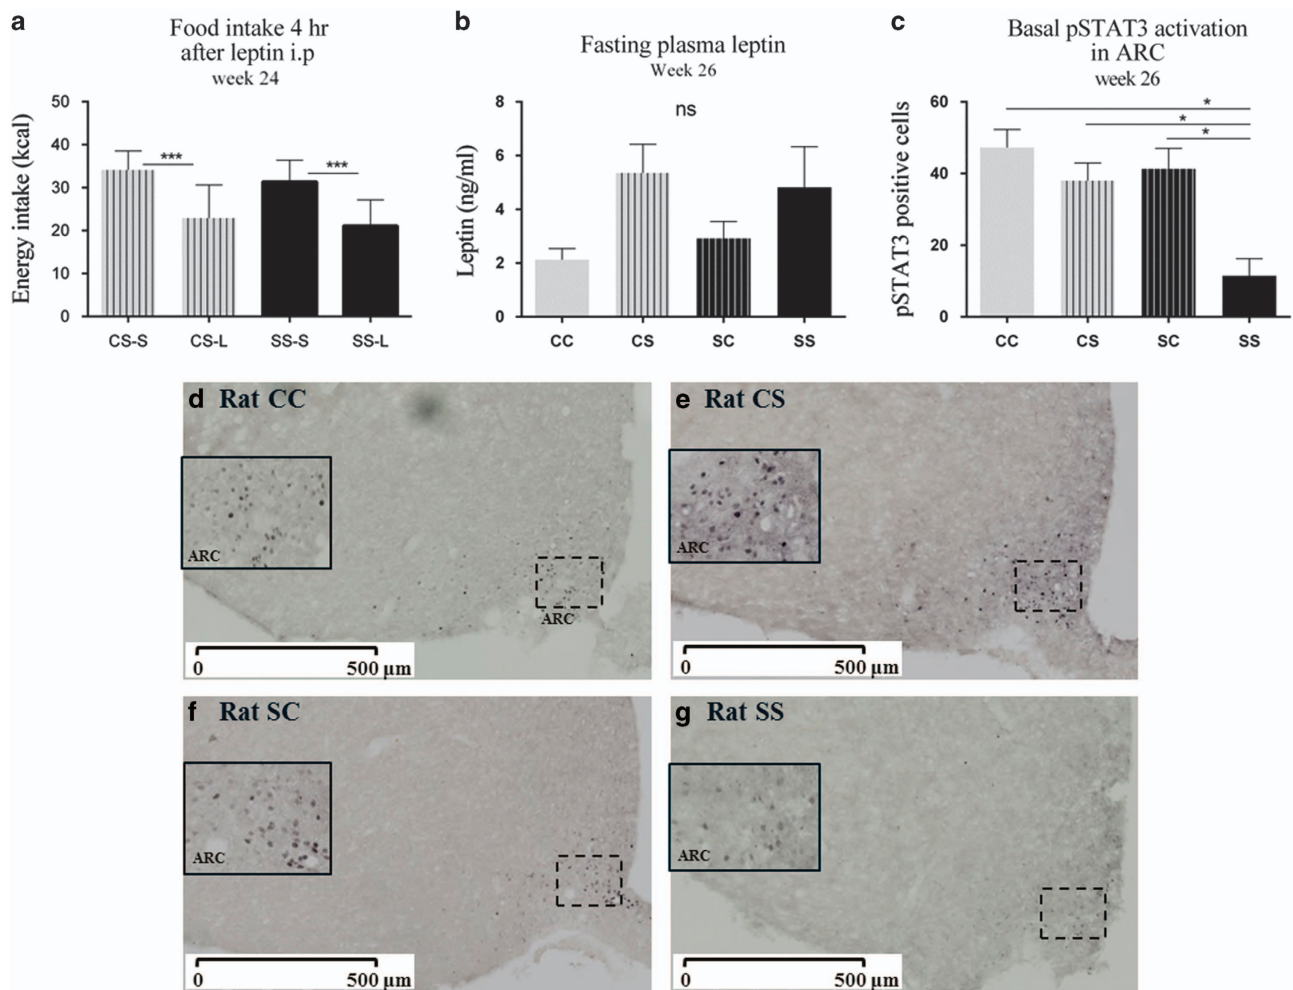 a
Food intake 4 hr
after leptin i.p
week 24
Energy intake (kcal)
50
40
30
20
10
0
***
***
CS-S CS-L SS-S SS-L
b
Fasting plasma leptin
Week 26
ns
Leptin (ng/ml)
8
6
4
2
0
CC CS SC SS
c
Basal pSTAT3 activation
in ARC
week 26
pSTAT3 positive cells
60
40
20
0
*
*
*
CC CS SC SS
d Rat CC
ARC
ARC
0 500 µm
e Rat CS
ARC
0 500 µm
f Rat SC
ARC
0 500 µm
g Rat SS
ARC
0 500 µm